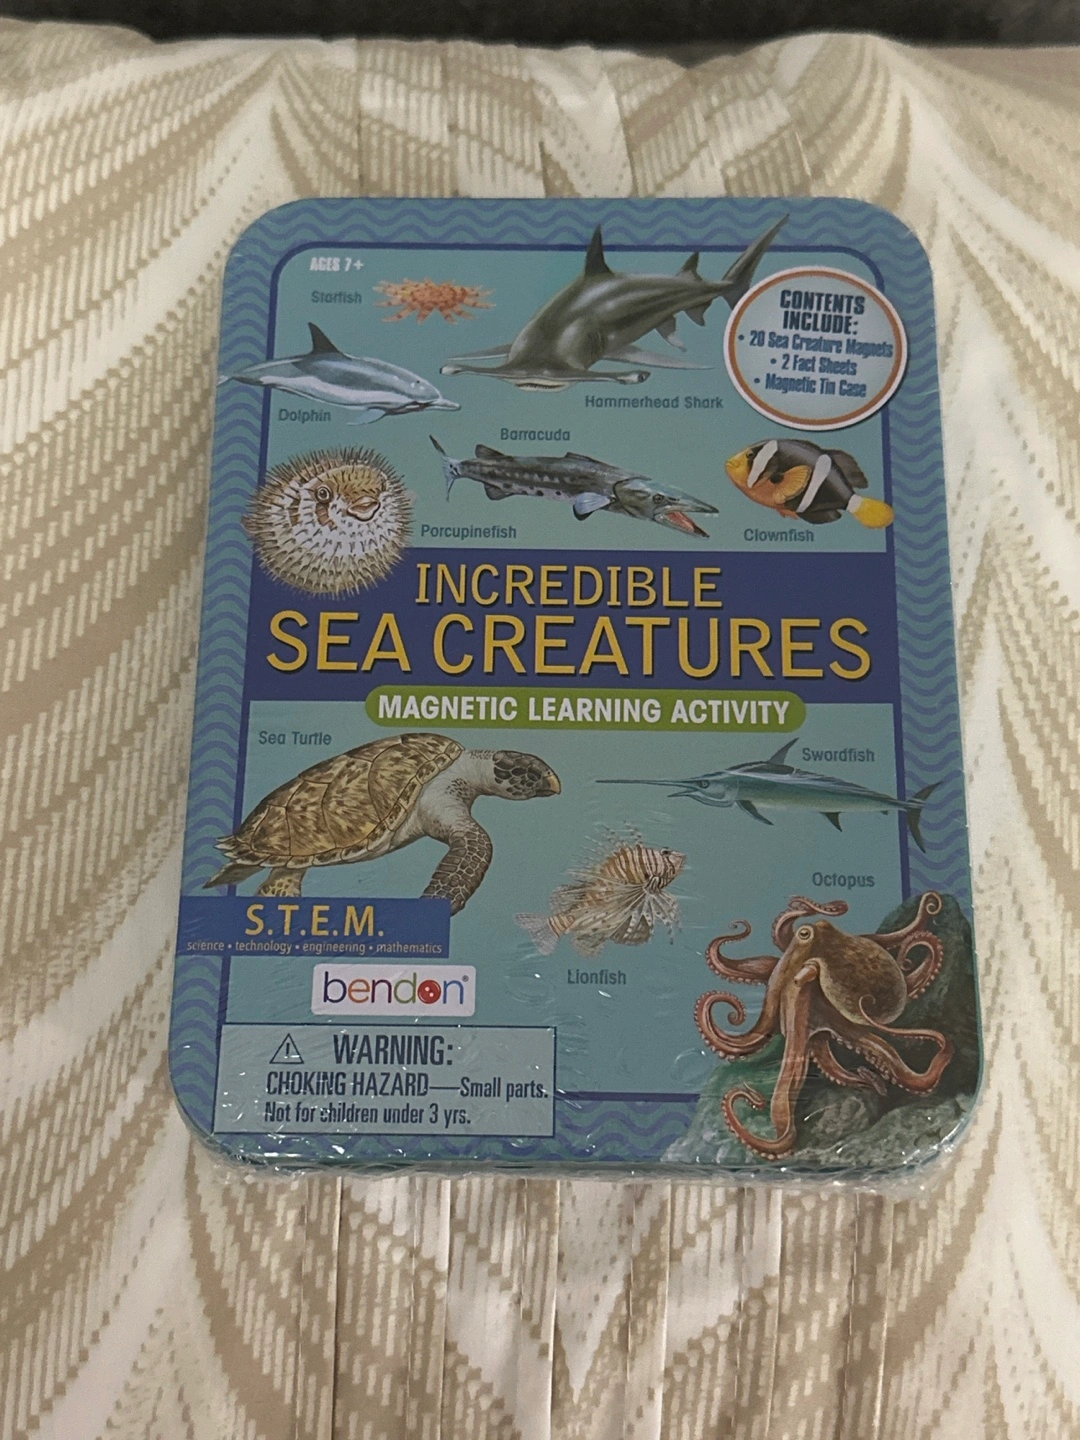 AGES 7+
Starfish
CONTENTS
INCLUDE:
• 20 Sea Creature Magnets
• 2 Fact Sheets
• Magnetic Tin Case
Dolphin
Hammerhead Shark
Barracuda
Porcupinefish
Clownfish
INCREDIBLE
SEA CREATURES
MAGNETIC LEARNING ACTIVITY
Sea Turtle
Swordfish
Octopus
S.T.E.M.
science • technology • engineering • mathematics
Lionfish
bendon®
WARNING:
CHOKING HAZARD—Small parts.
Not for children under 3 yrs.